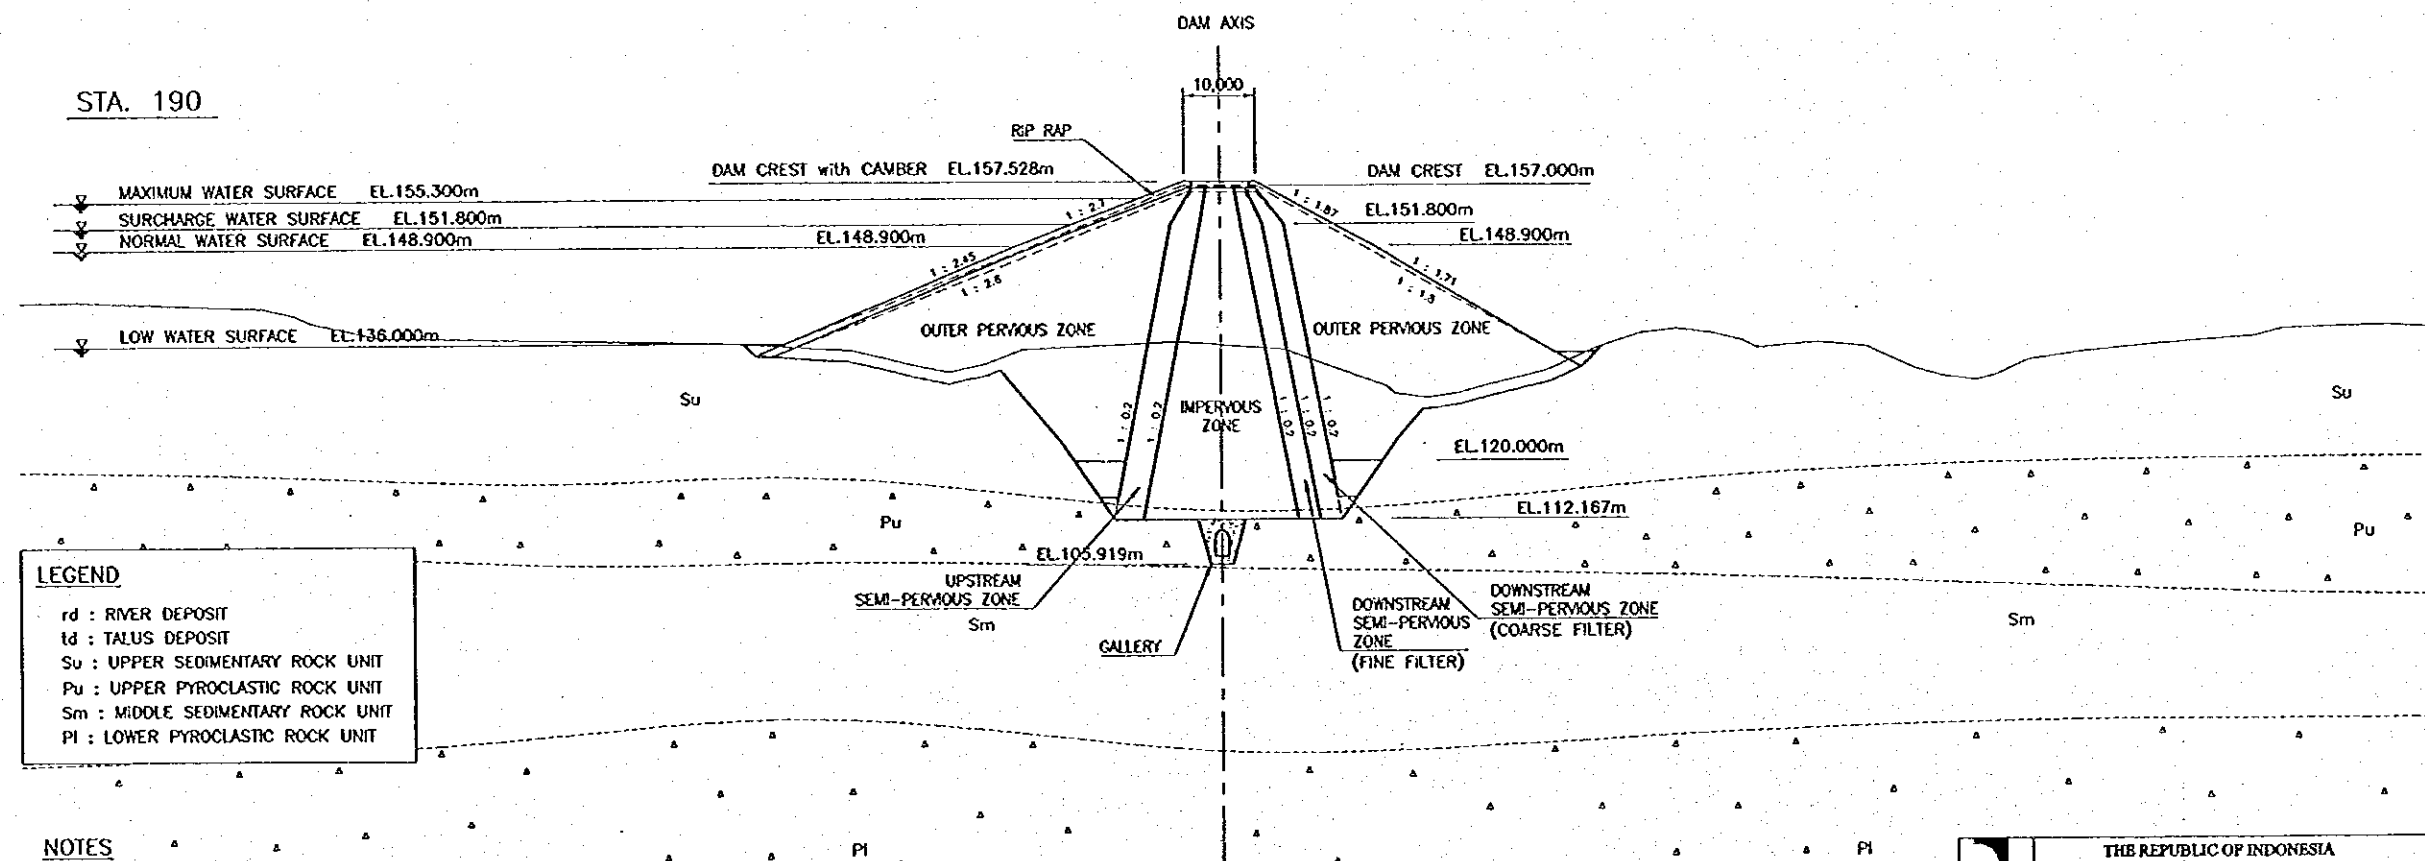 DAM AXIS
10,000
STA. 190
RIP RAP
DAM CREST with CAMBER EL.157.528m
DAM CREST EL.157.000m
MAXIMUM WATER SURFACE EL.155.300m
1 : 2.7
1 : 1.87
EL.151.800m
SURCHARGE WATER SURFACE EL.151.800m
NORMAL WATER SURFACE EL.148.900m
EL.148.900m
EL.148.900m
1 : 2.45
1 : 2.6
1 : 1.71
1 : 1.8
OUTER PERVIOUS ZONE
OUTER PERVIOUS ZONE
LOW WATER SURFACE EL.136.000m
Su
Su
1 : 0.2
1 : 0.2
IMPERVOUS
ZONE
1 : 0.2
1 : 0.2
1 : 0.2
EL.120.000m
EL.112.167m
Pu
Pu
EL.105.919m
LEGEND
rd : RIVER DEPOSIT
td : TALUS DEPOSIT
Su : UPPER SEDIMENTARY ROCK UNIT
Pu : UPPER PYROCLASTIC ROCK UNIT
Sm : MIDDLE SEDIMENTARY ROCK UNIT
Pl : LOWER PYROCLASTIC ROCK UNIT
UPSTREAM
SEMI-PERVIOUS ZONE
Sm
GALLERY
DOWNSTREAM
SEMI-PERVIOUS
ZONE
(FINE FILTER)
DOWNSTREAM
SEMI-PERVIOUS ZONE
(COARSE FILTER)
Sm
NOTES
Pl
Pl
THE REPUBLIC OF INDONESIA